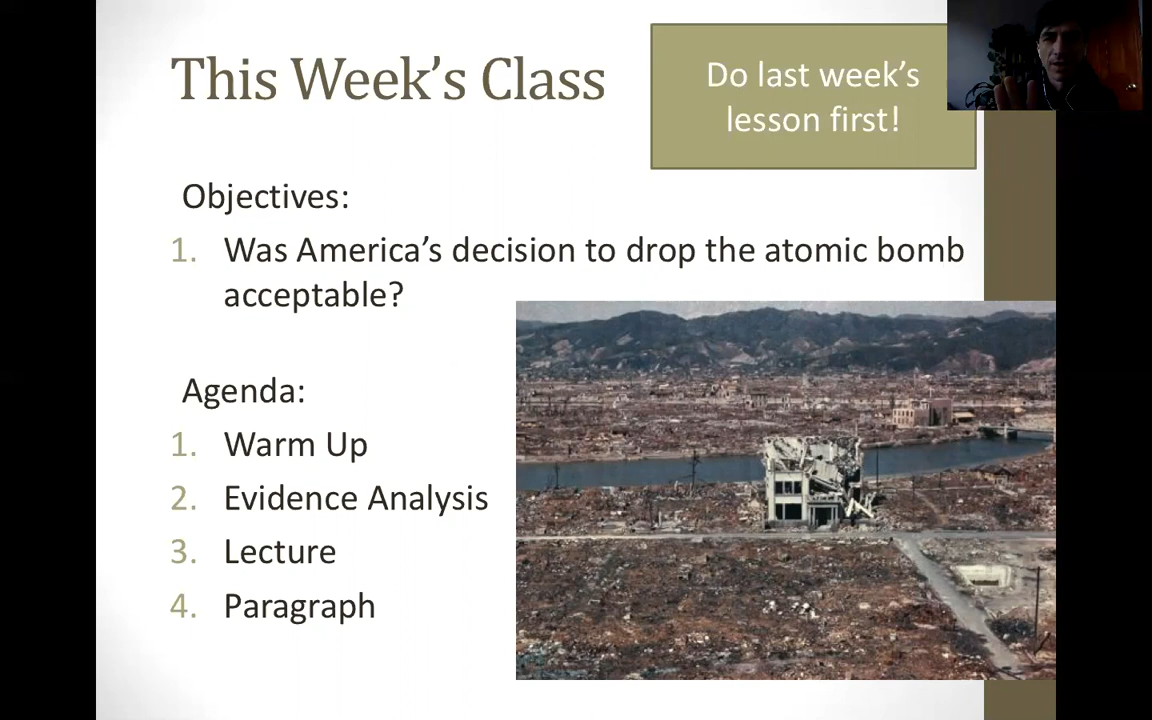 This Week’s Class
Do last week’s
lesson first!
Objectives:
1. Was America’s decision to drop the atomic bomb
acceptable?
Agenda:
1. Warm Up
2. Evidence Analysis
3. Lecture
4. Paragraph